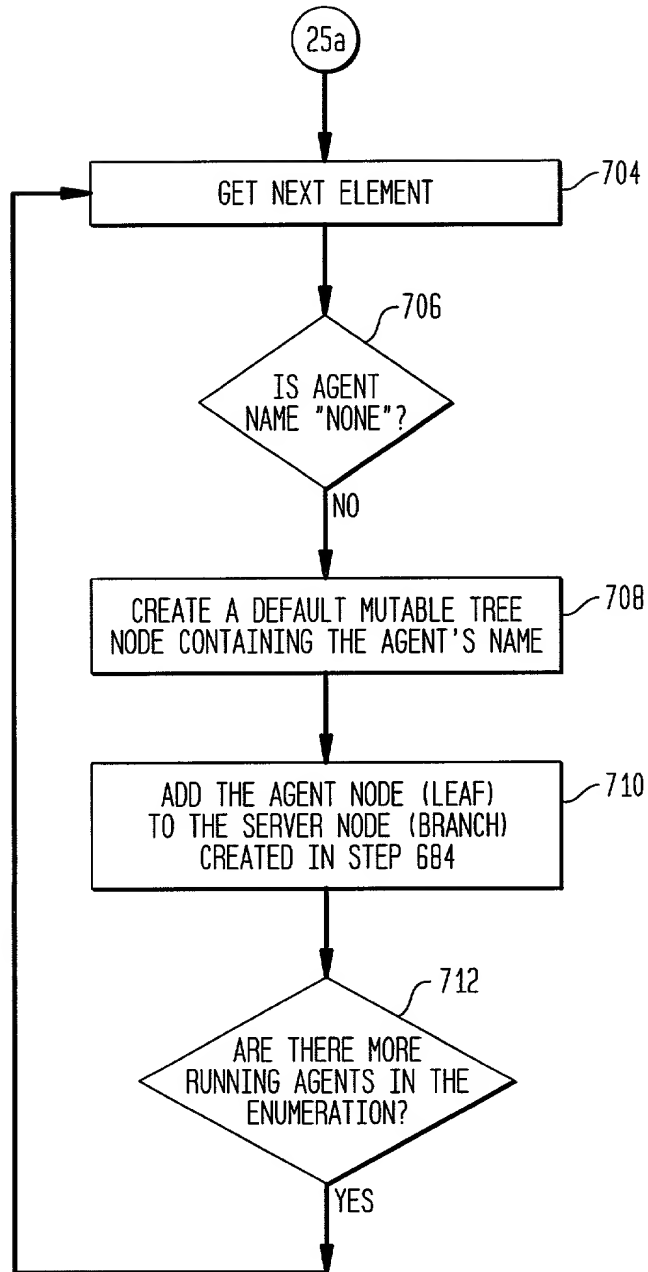 25a
GET NEXT ELEMENT
704
706
IS AGENT
NAME "NONE"?
NO
CREATE A DEFAULT MUTABLE TREE
NODE CONTAINING THE AGENT'S NAME
708
ADD THE AGENT NODE (LEAF)
TO THE SERVER NODE (BRANCH)
CREATED IN STEP 684
710
712
ARE THERE MORE
RUNNING AGENTS IN THE
ENUMERATION?
YES